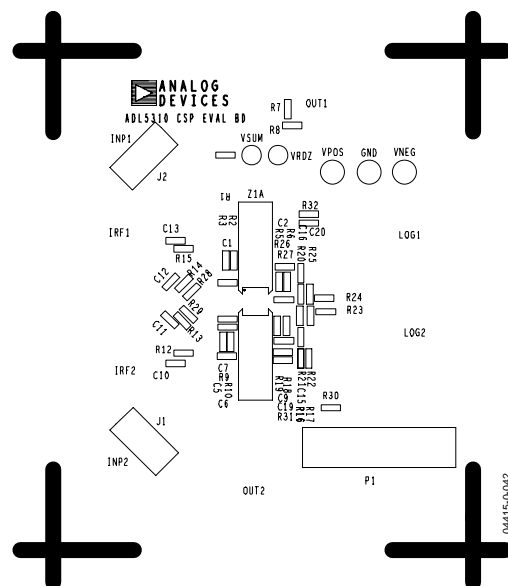 ANALOG
DEVICES
ADL5310 CSP EVAL BD
R7
OUT1
R8
INP1
VSUM
VRDZ
VPOS
GND
VNEG
J2
R1
Z1A
R3
R2
R32
C2
R5
R6
C16
C20
IRF1
C13
LOG1
R26
R27
R20
R25
C1
R15
C12
R14
R28
R24
R23
R29
C11
R13
LOG2
R12
C10
IRF2
C7
R9
C5
R10
C6
R19
R18
C9
C19
R31
R21
R22
C15
R16
R17
R30
J1
INP2
P1
OUT2
04415-0-042